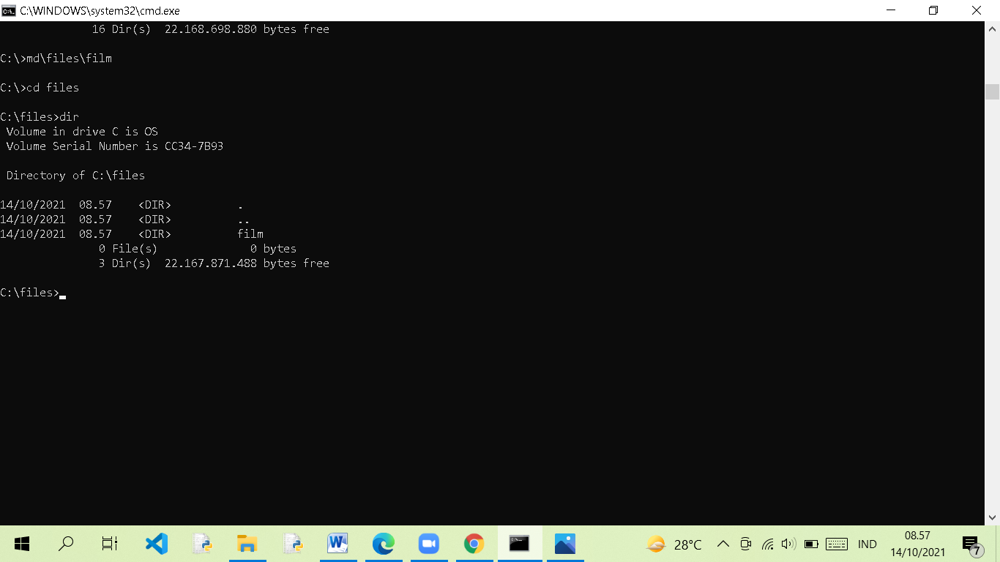 C:\WINDOWS\system32\cmd.exe
16 Dir(s)  22.168.698.880 bytes free
C:\>md\files\film
C:\>cd files
C:\files>dir
Volume in drive C is OS
Volume Serial Number is CC34-7B93
Directory of C:\files
14/10/2021  08.57    <DIR>          .
14/10/2021  08.57    <DIR>          ..
14/10/2021  08.57    <DIR>          film
0 File(s)              0 bytes
3 Dir(s)  22.167.871.488 bytes free
C:\files>
28°C
IND
08.57
14/10/2021
7